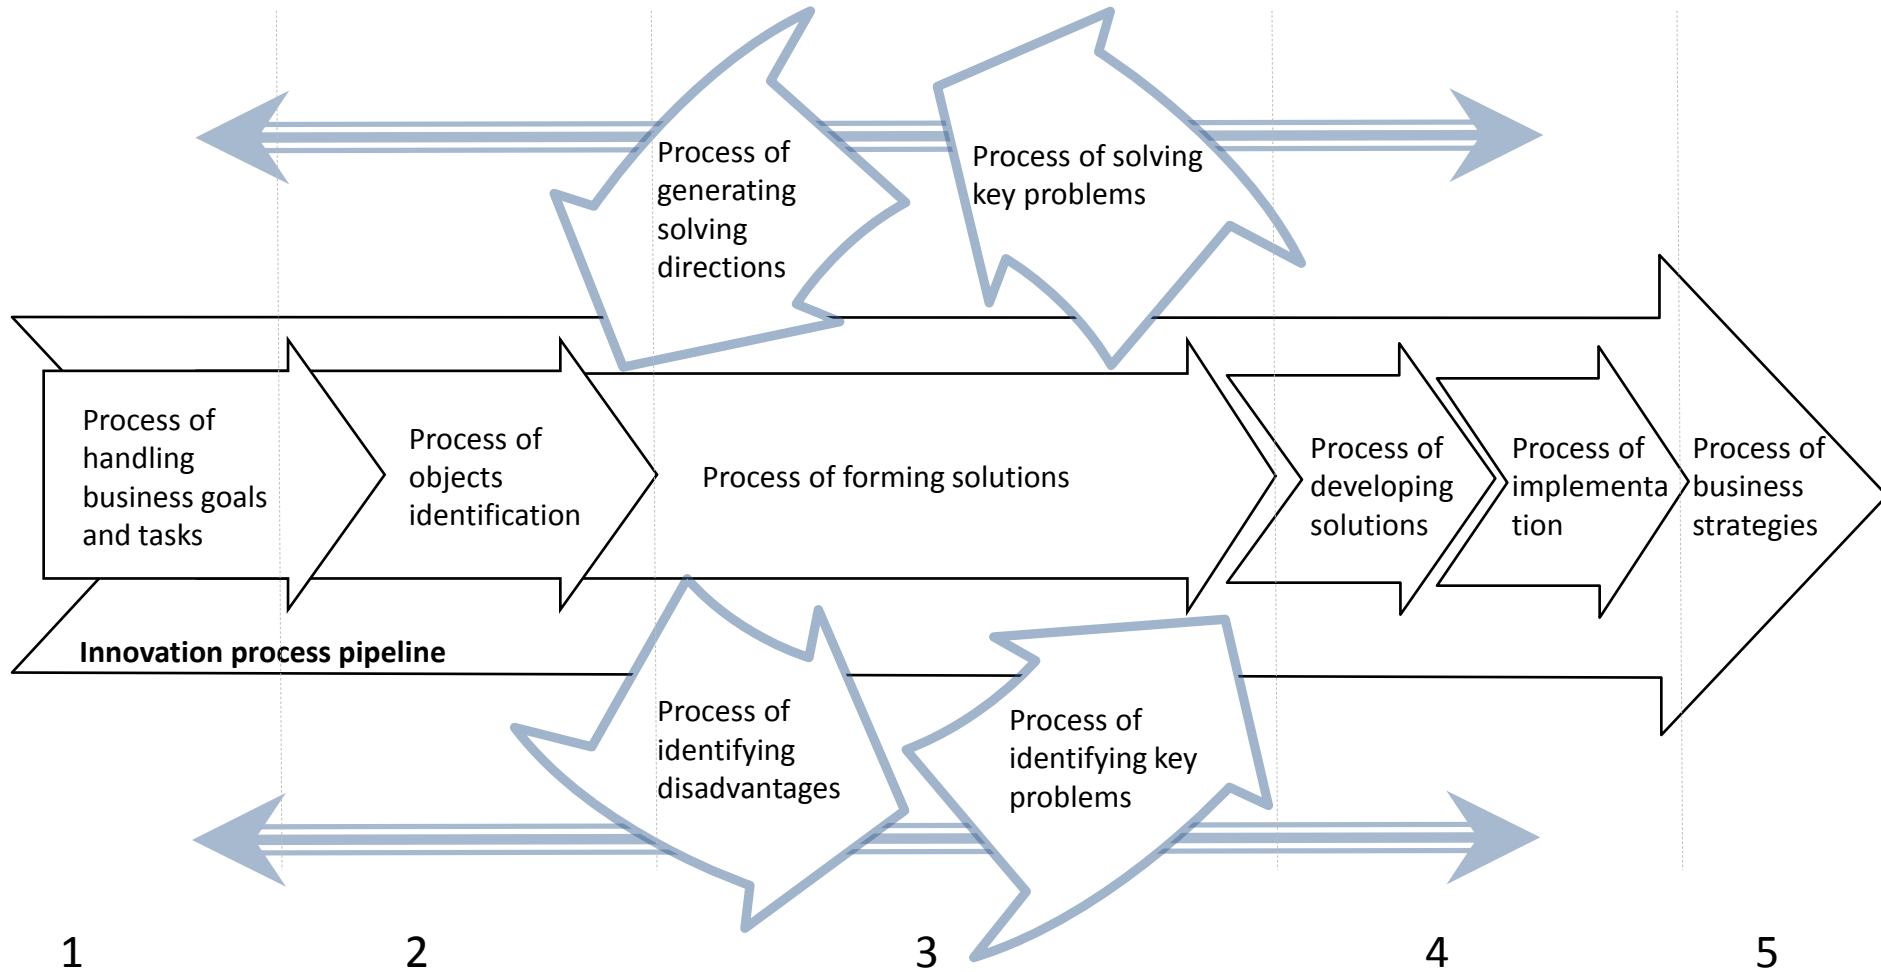 Process of
generating
solving
directions
Process of solving
key problems
Process of
handling
business goals
and tasks
Process of
objects
identification
Process of forming solutions
Process of
developing
solutions
Process of
implementa
tion
Process of
business
strategies
Innovation process pipeline
Process of
identifying
disadvantages
Process of
identifying key
problems
1
2
3
4
5